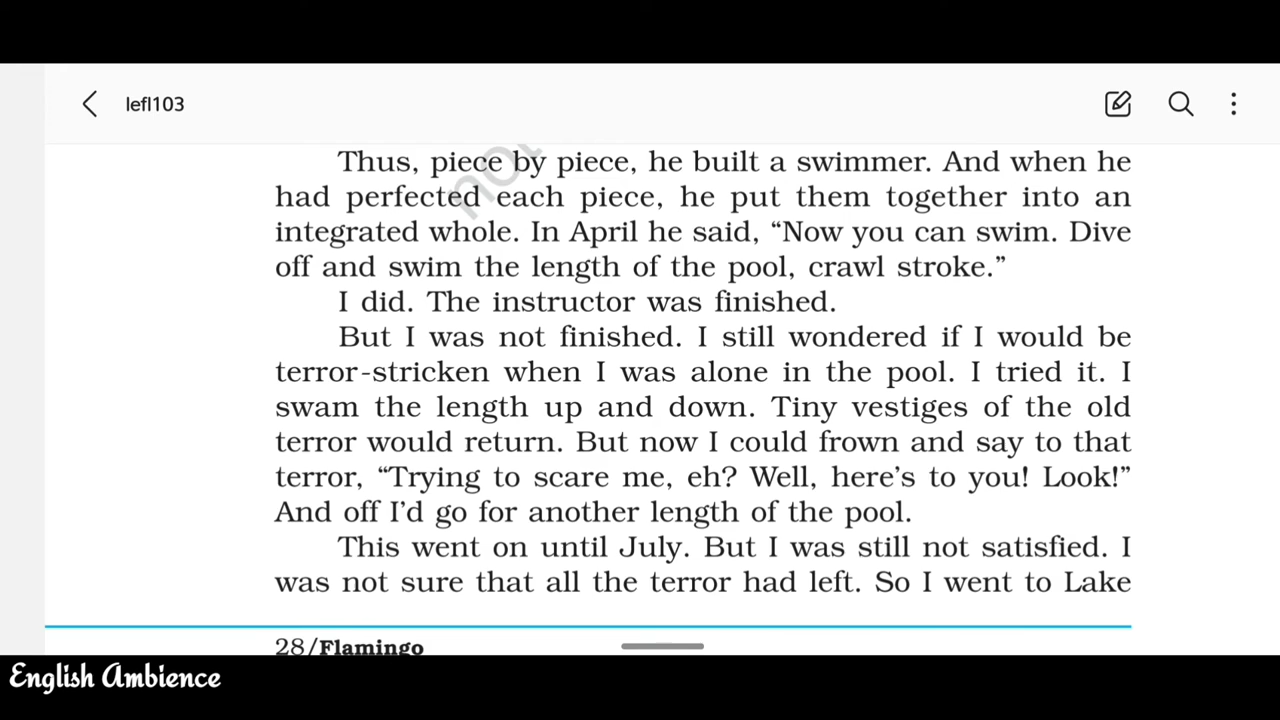 lefl103
Thus, piece by piece, he built a swimmer. And when he
had perfected each piece, he put them together into an
integrated whole. In April he said, “Now you can swim. Dive
off and swim the length of the pool, crawl stroke.”
I did. The instructor was finished.
But I was not finished. I still wondered if I would be
terror-stricken when I was alone in the pool. I tried it. I
swam the length up and down. Tiny vestiges of the old
terror would return. But now I could frown and say to that
terror, “Trying to scare me, eh? Well, here’s to you! Look!”
And off I’d go for another length of the pool.
This went on until July. But I was still not satisfied. I
was not sure that all the terror had left. So I went to Lake
28/Flamingo
English Ambience